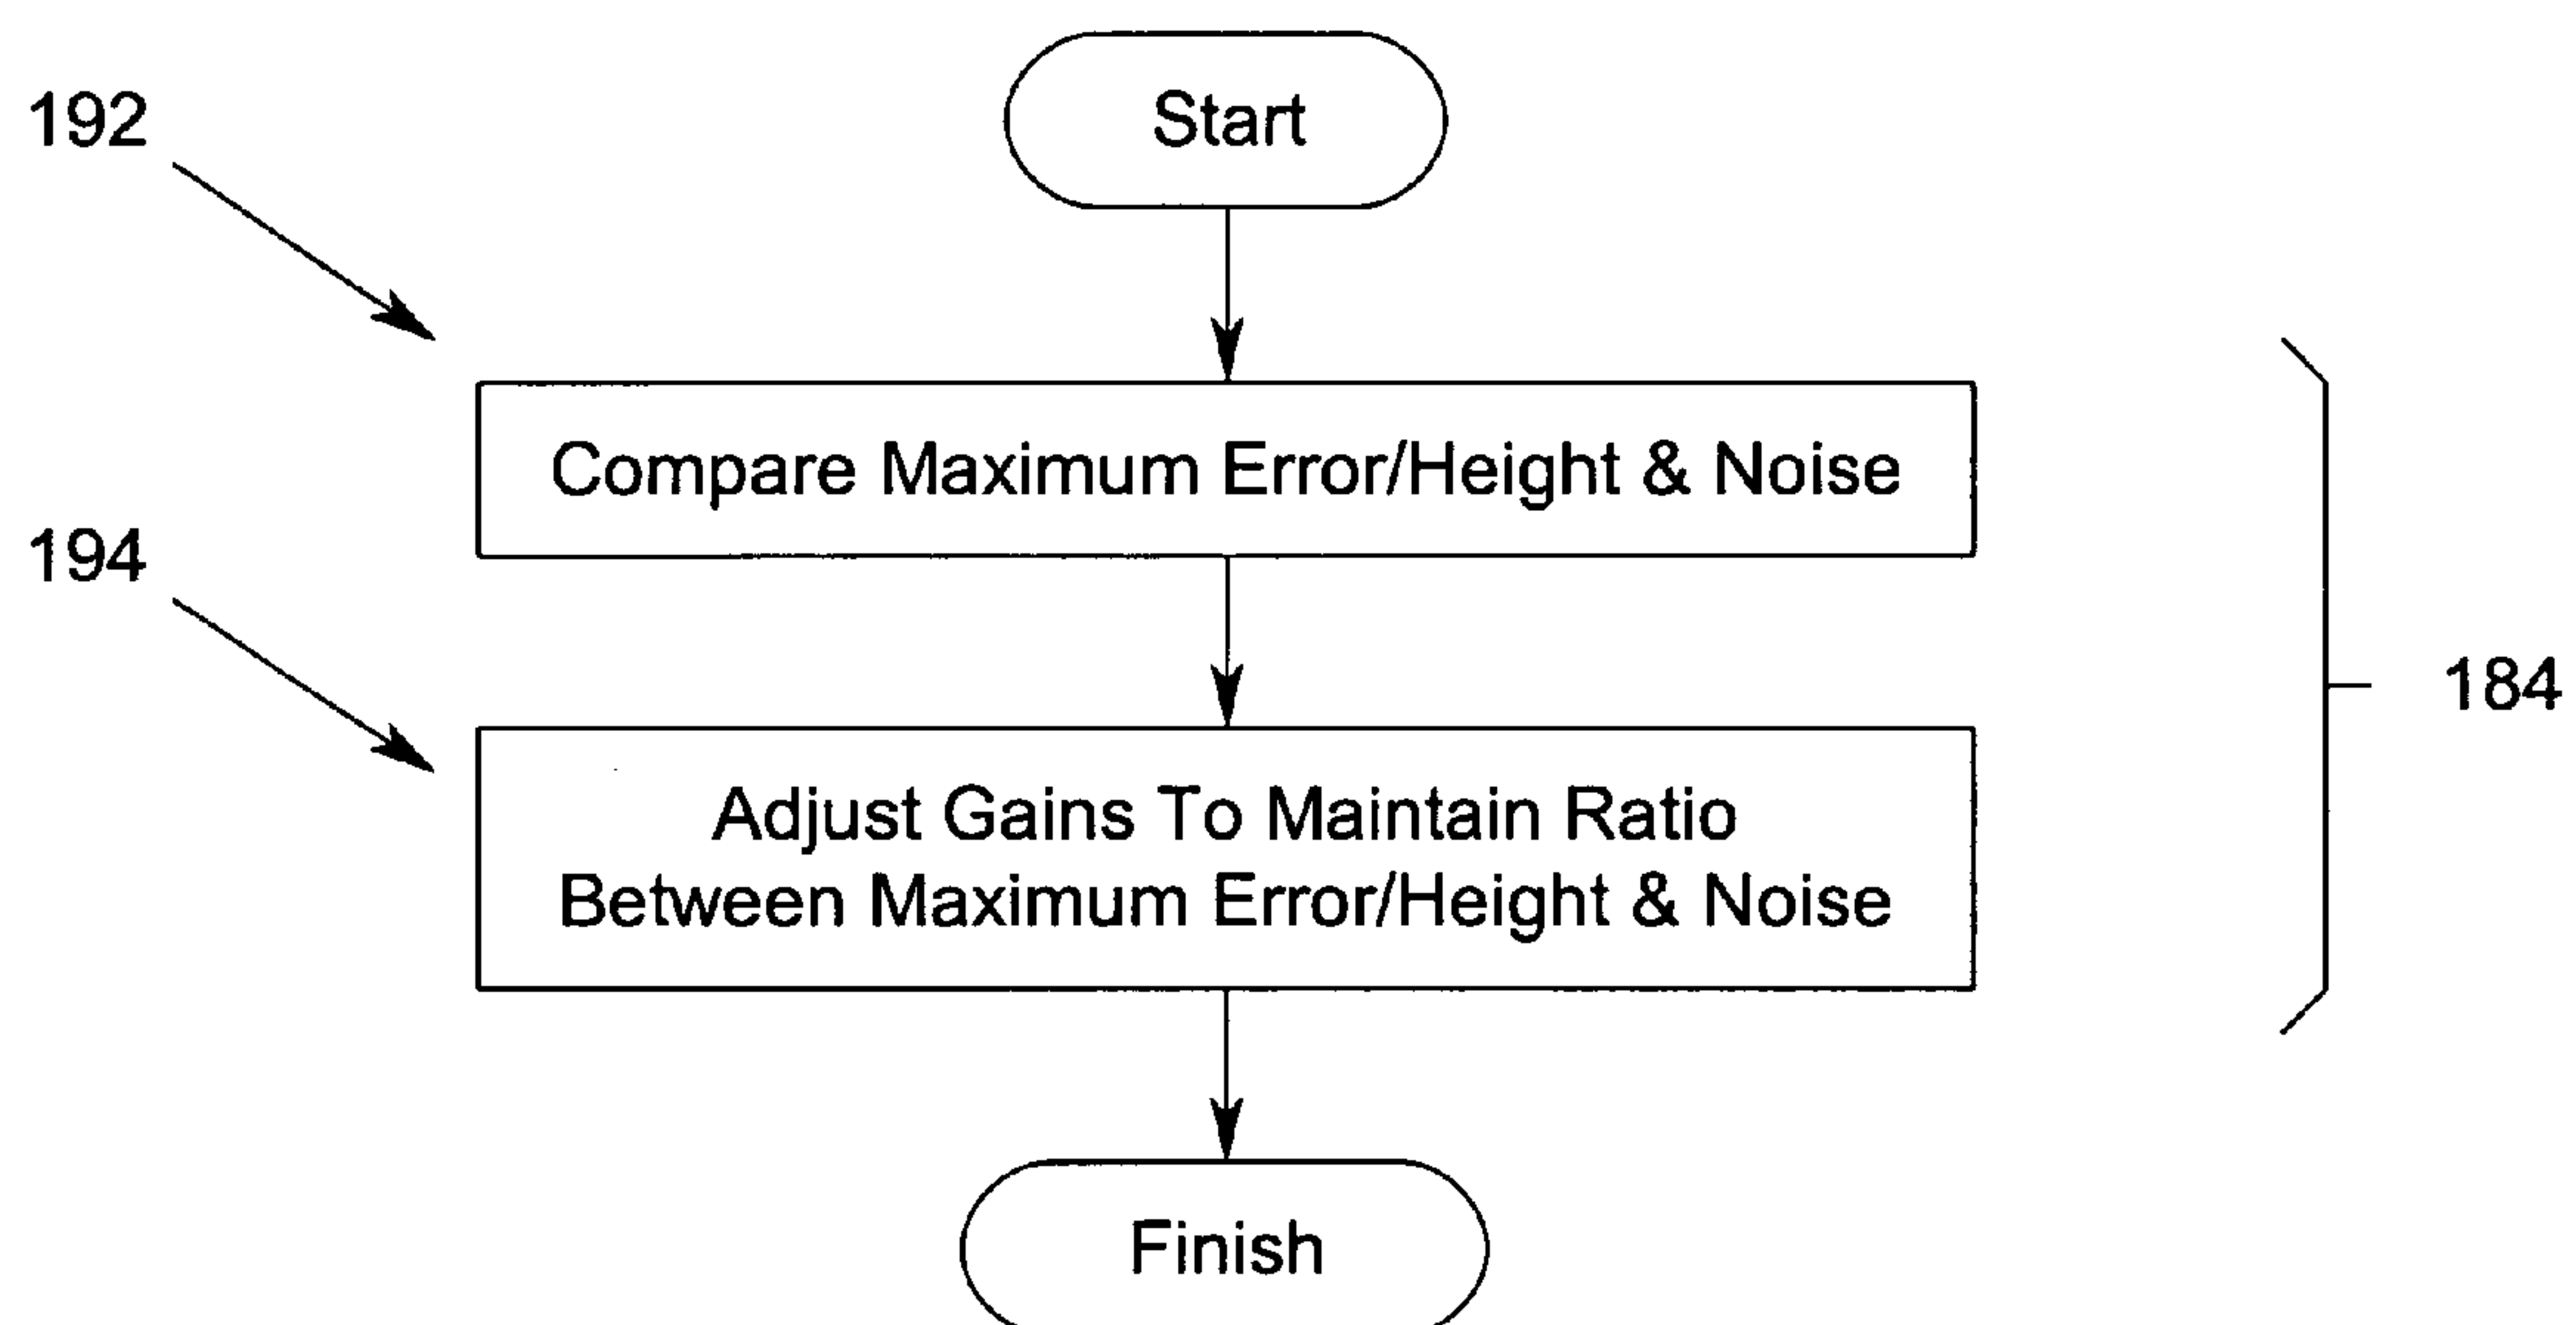 Start
192
Compare Maximum Error/Height & Noise
194
184
Adjust Gains To Maintain Ratio
Between Maximum Error/Height & Noise
Finish